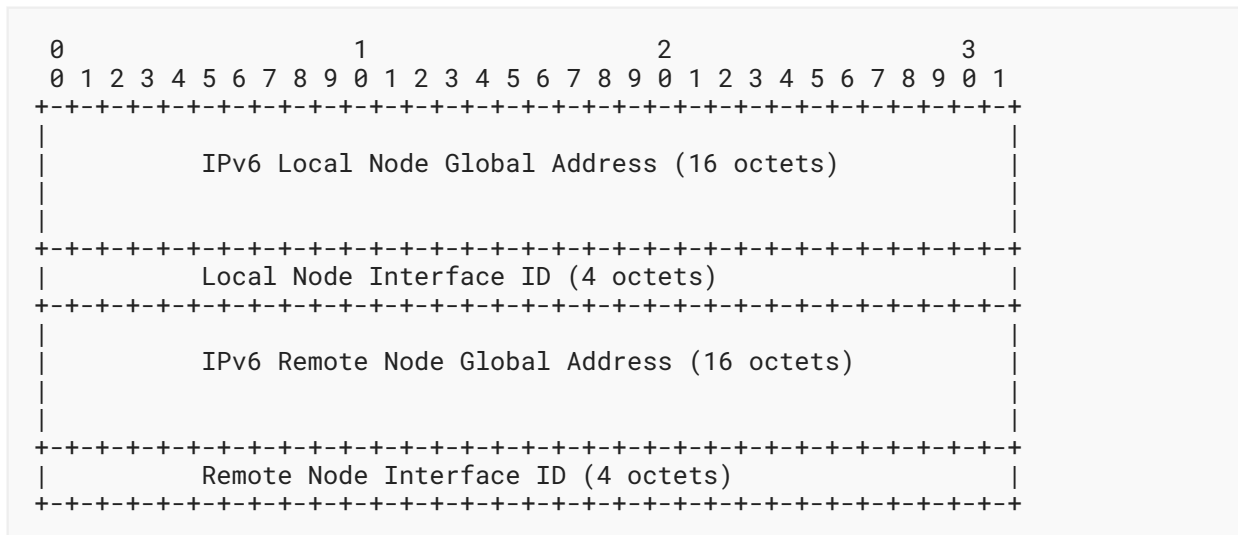 0                   1                   2                   3
 0 1 2 3 4 5 6 7 8 9 0 1 2 3 4 5 6 7 8 9 0 1 2 3 4 5 6 7 8 9 0 1
+-+-+-+-+-+-+-+-+-+-+-+-+-+-+-+-+-+-+-+-+-+-+-+-+-+-+-+-+-+-+-+-+
|                                                               |
|          IPv6 Local Node Global Address (16 octets)           |
|                                                               |
|                                                               |
+-+-+-+-+-+-+-+-+-+-+-+-+-+-+-+-+-+-+-+-+-+-+-+-+-+-+-+-+-+-+-+-+
|          Local Node Interface ID (4 octets)                   |
+-+-+-+-+-+-+-+-+-+-+-+-+-+-+-+-+-+-+-+-+-+-+-+-+-+-+-+-+-+-+-+-+
|                                                               |
|          IPv6 Remote Node Global Address (16 octets)          |
|                                                               |
|                                                               |
+-+-+-+-+-+-+-+-+-+-+-+-+-+-+-+-+-+-+-+-+-+-+-+-+-+-+-+-+-+-+-+-+
|          Remote Node Interface ID (4 octets)                  |
+-+-+-+-+-+-+-+-+-+-+-+-+-+-+-+-+-+-+-+-+-+-+-+-+-+-+-+-+-+-+-+-+